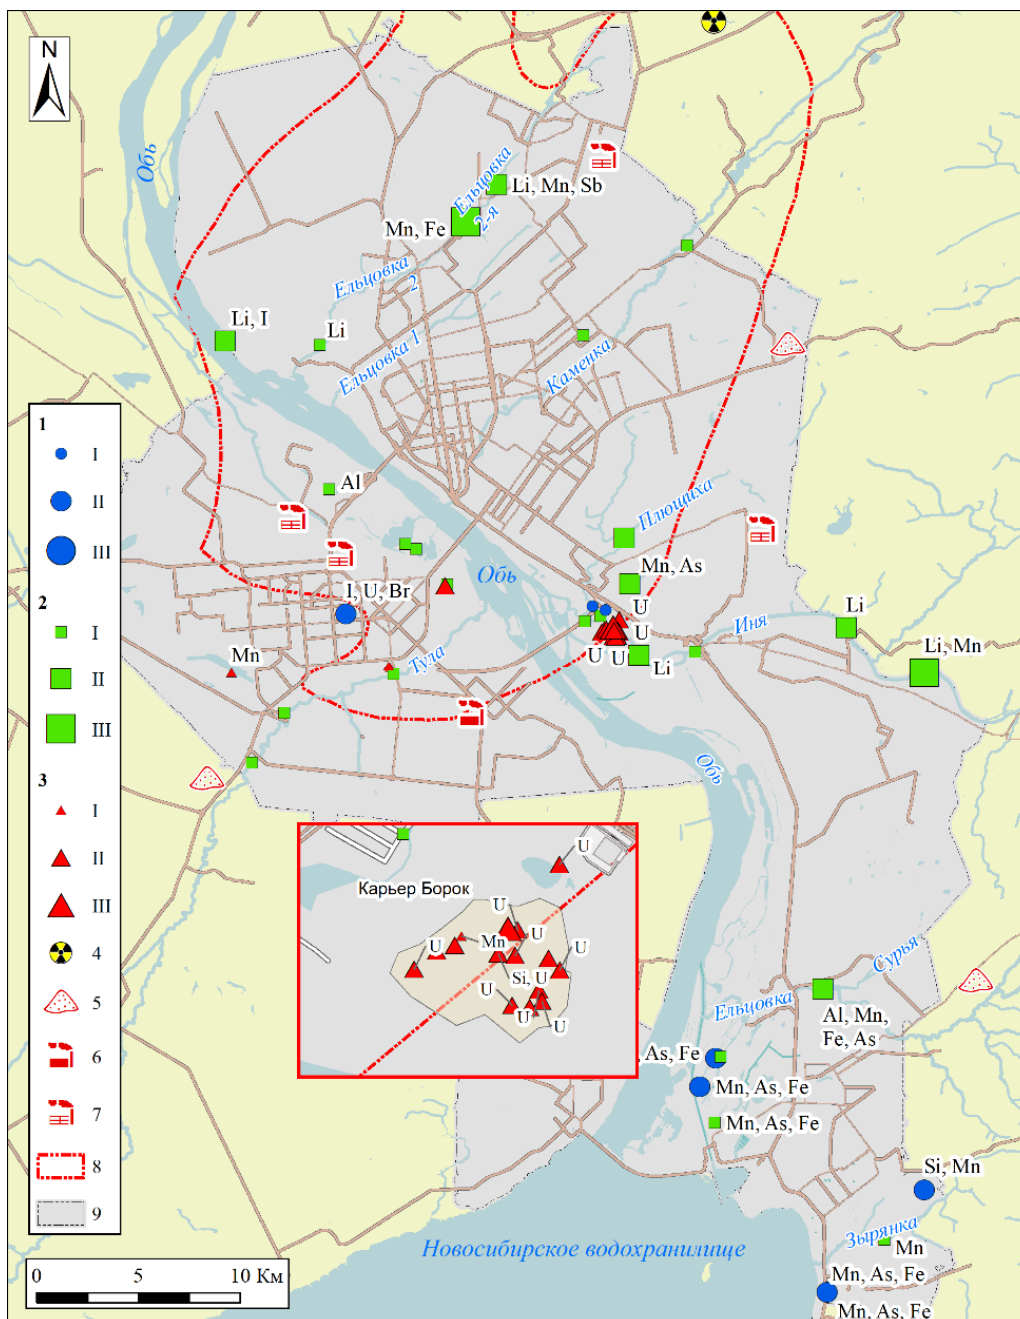 N
Обь
Ельцовка
2-я
Li, Mn, Sb
Mn, Fe
Ельцовка
2
Li, I
Li
Ельцовка 1
Каменка
1
I
II
III
2
I
II
III
3
I
II
III
4
5
6
7
8
9
Al
Плющиха
Обь
Mn, As
I, U, Br
U
U
U
U
Иня
Li
Li
Li, Mn
Mn
Тула
Обь
Карьер Борок
U
U
U
Mn
U
U
Si, U
U
U
U
Сурья
Ельцовка
Al, Mn,
Fe, As
As, Fe
Mn, As, Fe
Mn, As, Fe
Si, Mn
Зырянка
Mn
Новосибирское водохранилище
Mn, As, Fe
Mn, As, Fe
0 5 10 Км